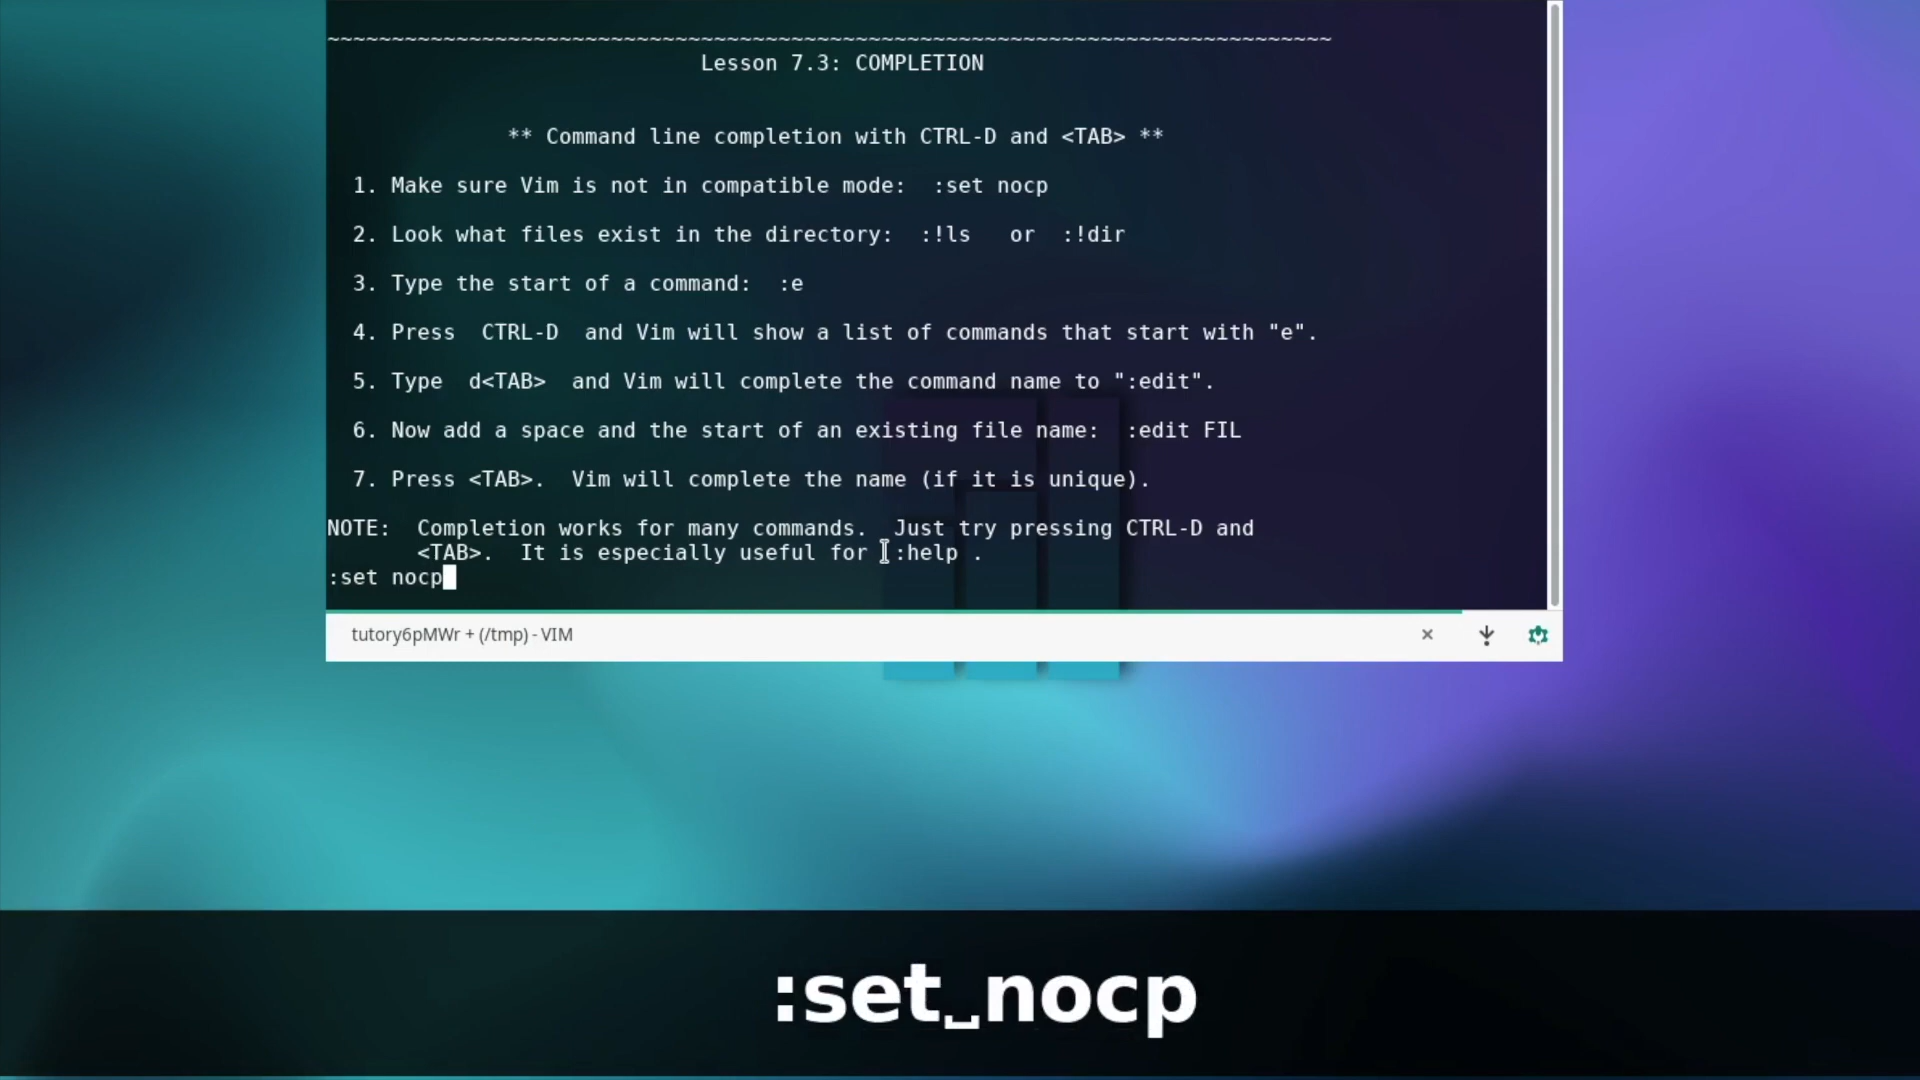 ~~~~~~~~~~~~~~~~~~~~~~~~~~~~~~~~~~~~~~~~~~~~~~~~~~~~~~~~~~~~~~~~~~~~~~~~~~~~~~
Lesson 7.3: COMPLETION
** Command line completion with CTRL-D and <TAB> **
1. Make sure Vim is not in compatible mode:  :set nocp
2. Look what files exist in the directory:  :!ls   or  :!dir
3. Type the start of a command:  :e
4. Press  CTRL-D  and Vim will show a list of commands that start with "e".
5. Type  d<TAB>  and Vim will complete the command name to ":edit".
6. Now add a space and the start of an existing file name:  :edit FIL
7. Press <TAB>.  Vim will complete the name (if it is unique).
NOTE:  Completion works for many commands.  Just try pressing CTRL-D and
<TAB>.  It is especially useful for  :help .
:set nocp
tutory6pMWr + (/tmp) - VIM
:set␣nocp